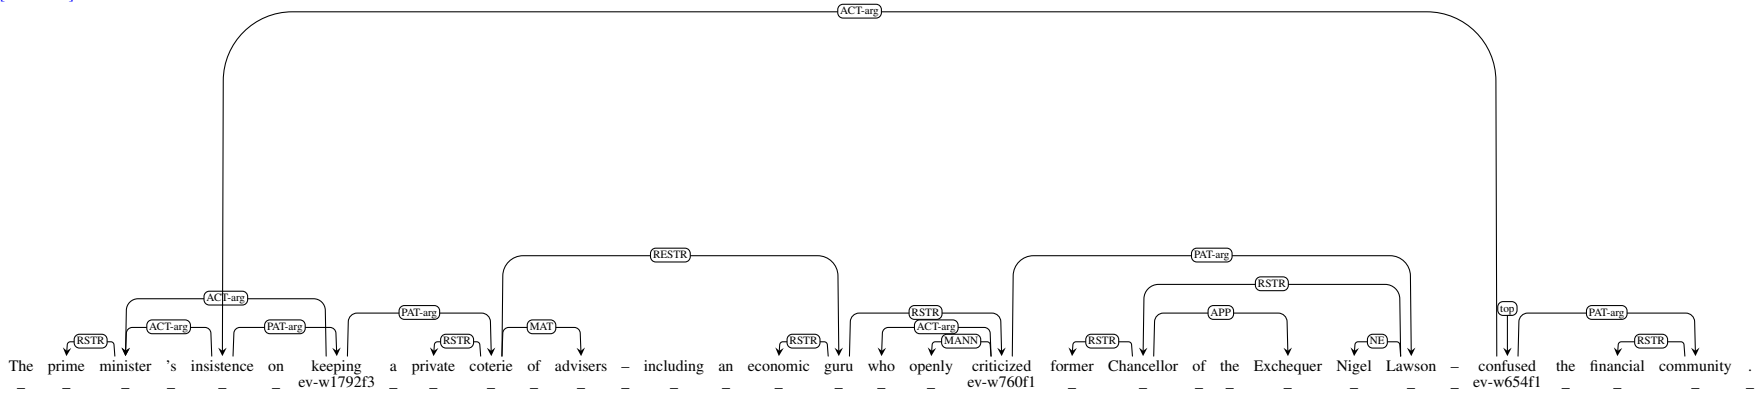 ACT-arg
RESTR PAT-arg
RSTR
ACT-arg
top
PAT-arg RSTR APP PAT-arg
ACT-arg PAT-arg MAT ACT-arg
RSTR RSTR RSTR MANN RSTR NE RSTR
The prime minister 's insistence on keeping a private coterie of advisers – including an economic guru who openly criticized former Chancellor of the Exchequer Nigel Lawson – confused the financial community .
_ _ _ _ _ _ ev-w1792f3 _ _ _ _ _ _ _ _ _ _ _ _ ev-w760f1 _ _ _ _ _ _ _ _ ev-w654f1 _ _ _ _